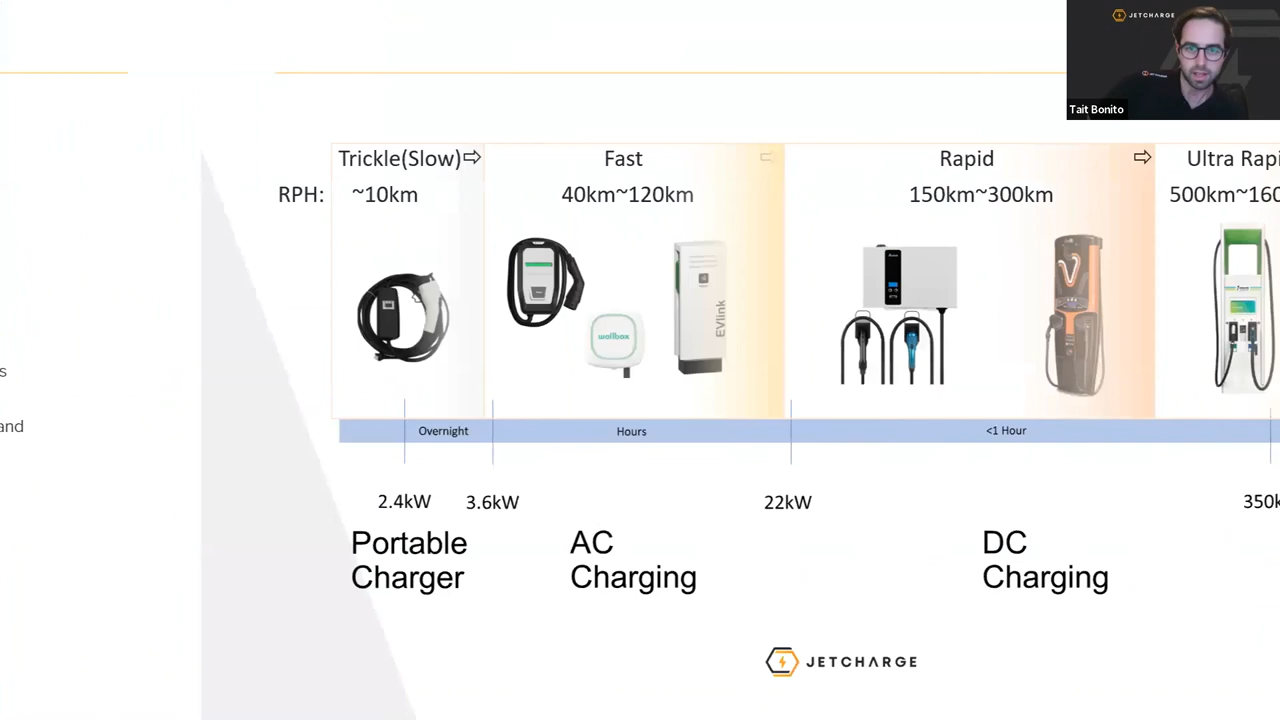 JETCHARGE
Tait Bonito
Trickle(Slow)
Fast
Rapid
Ultra Rapi
RPH:
~10km
40km~120km
150km~300km
500km~160
wallbox
EVlink
s
and
Overnight
Hours
<1 Hour
2.4kW
3.6kW
22kW
350k
Portable
Charger
AC
Charging
DC
Charging
JETCHARGE